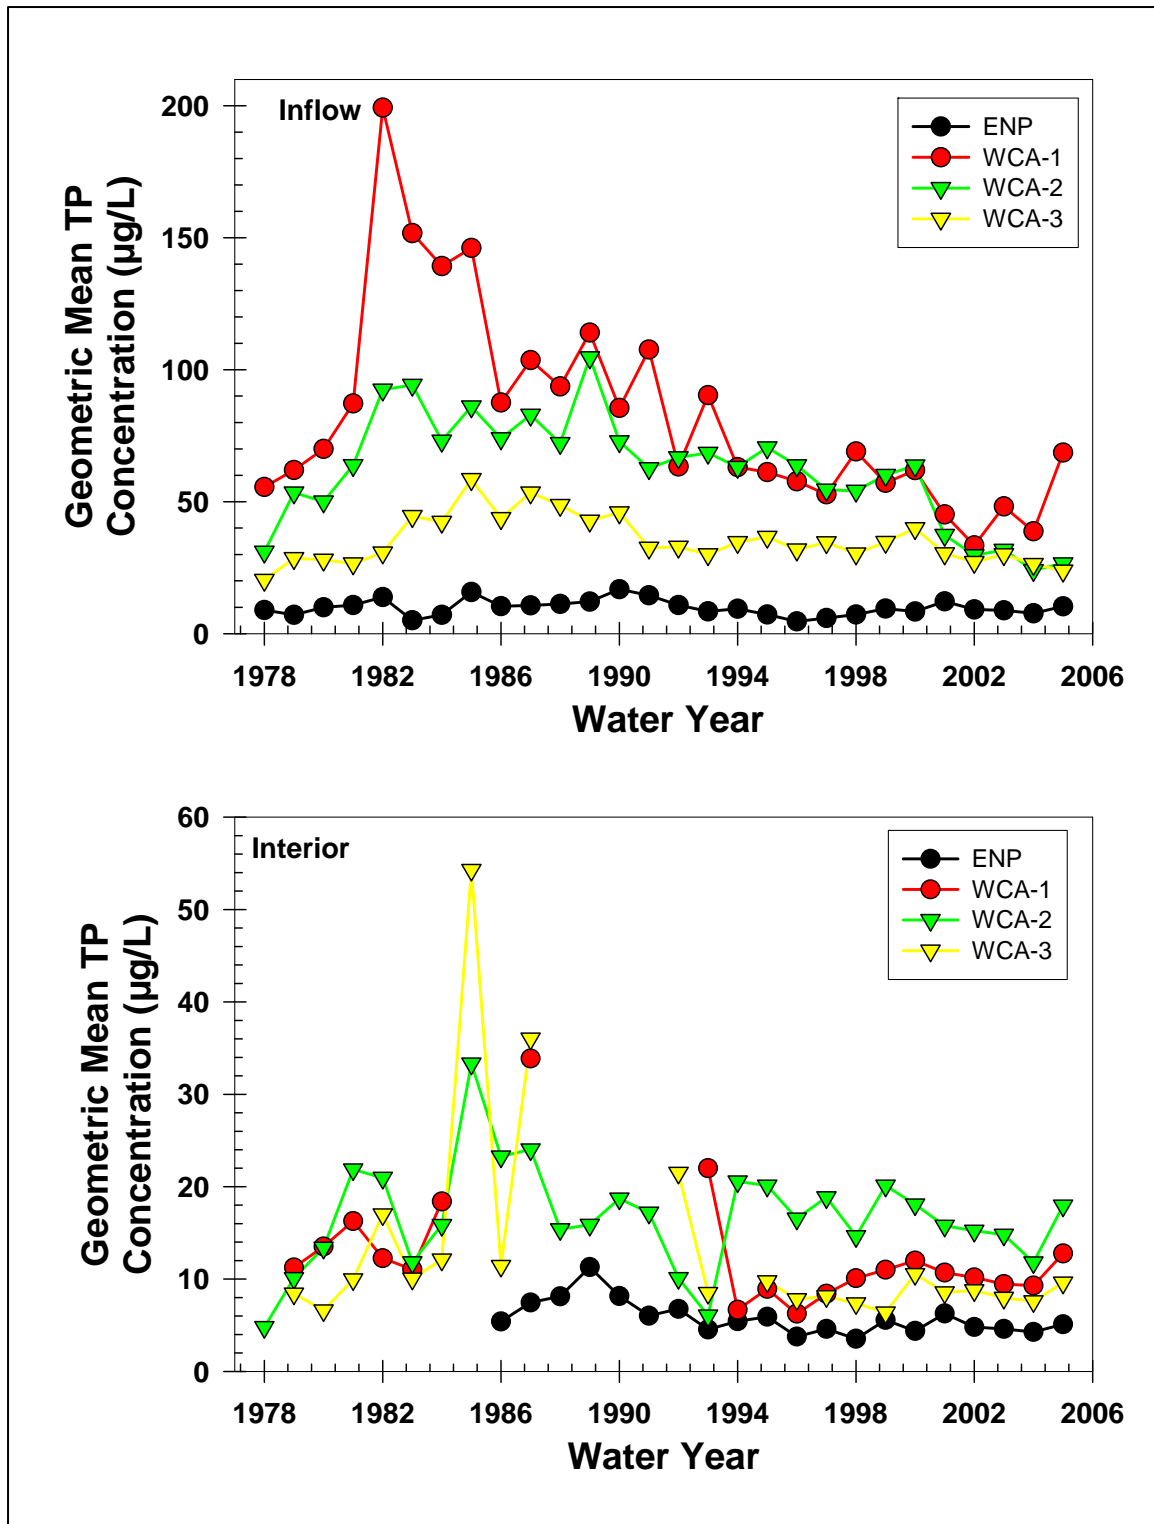 Inflow
ENP
WCA-1
WCA-2
WCA-3
Geometric Mean TP
Concentration (µg/L)
200
150
100
50
0
1978 1982 1986 1990 1994 1998 2002 2006
Water Year
Interior
ENP
WCA-1
WCA-2
WCA-3
Geometric Mean TP
Concentration (µg/L)
60
50
40
30
20
10
0
1978 1982 1986 1990 1994 1998 2002 2006
Water Year